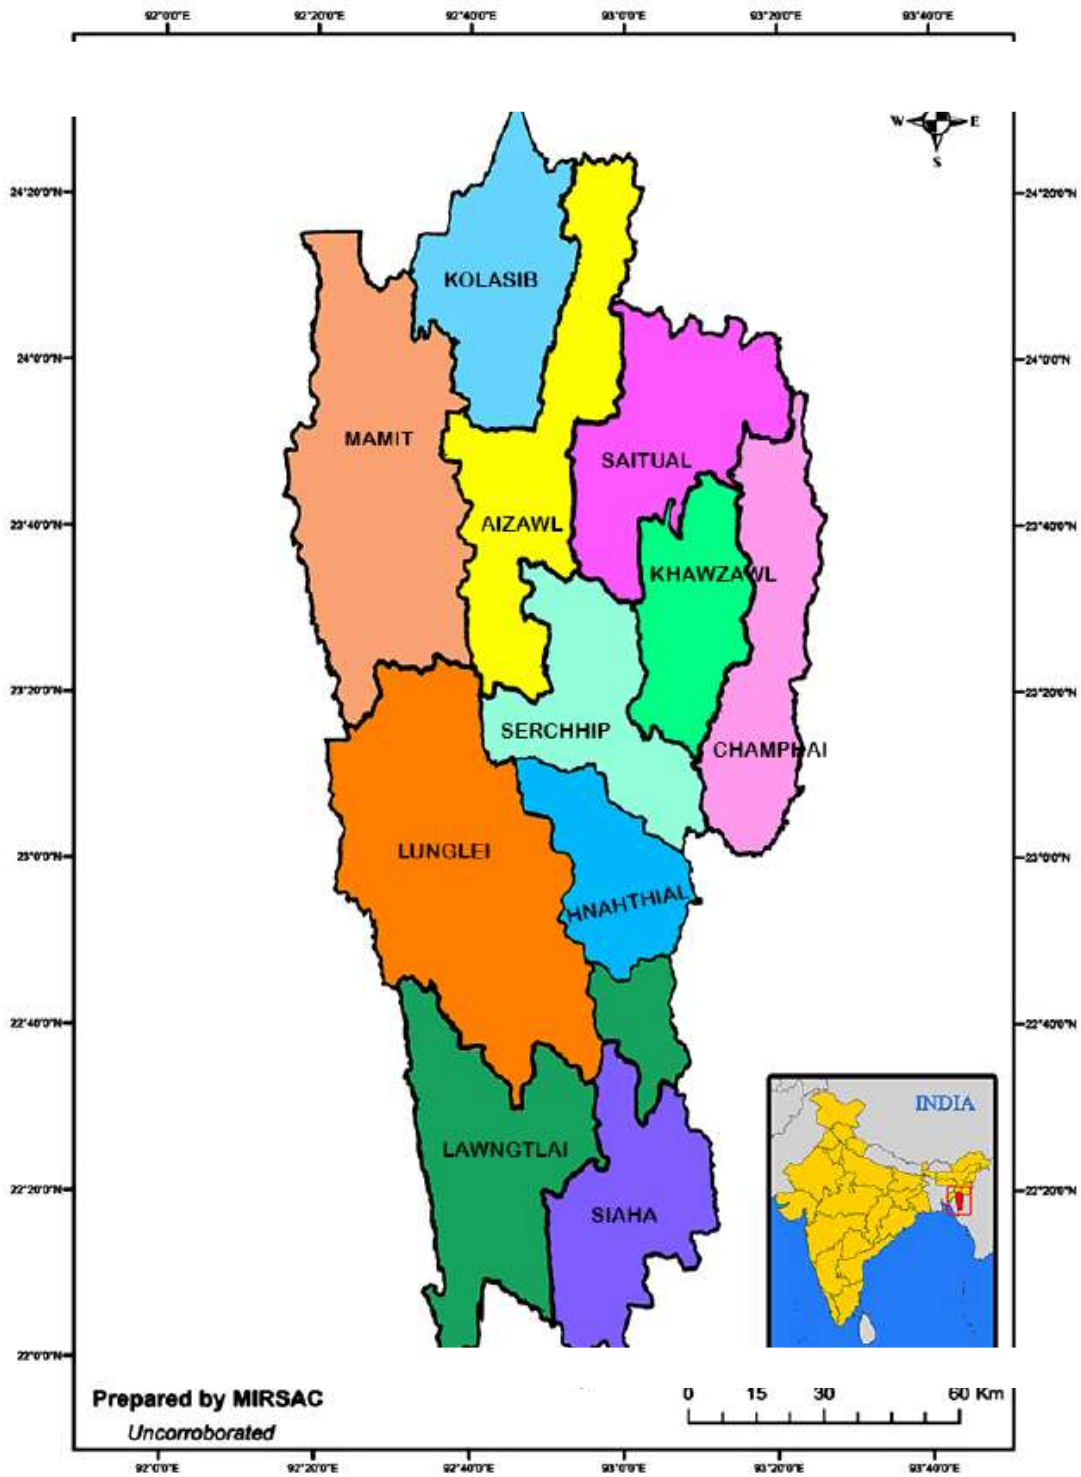 92°0'0"E 92°20'0"E 92°40'0"E 93°0'0"E 93°20'0"E 93°40'0"E
W E
S
24°20'0"N 24°20'0"N
KOLASIB
24°0'0"N 24°0'0"N
MAMIT
SAITUAL
23°40'0"N AIZAWL 23°40'0"N
KHAWZAWL
23°20'0"N 23°20'0"N
SERCHHIP
CHAMPHAI
LUNGLEI
23°0'0"N 23°0'0"N
HNAHTHIAL
22°40'0"N 22°40'0"N
INDIA
LAWNGTLAI
22°20'0"N 22°20'0"N
SIAHA
22°0'0"N
Prepared by MIRSAC
Uncorroborated
0 15 30 60 Km
92°0'0"E 92°20'0"E 92°40'0"E 93°0'0"E 93°20'0"E 93°40'0"E